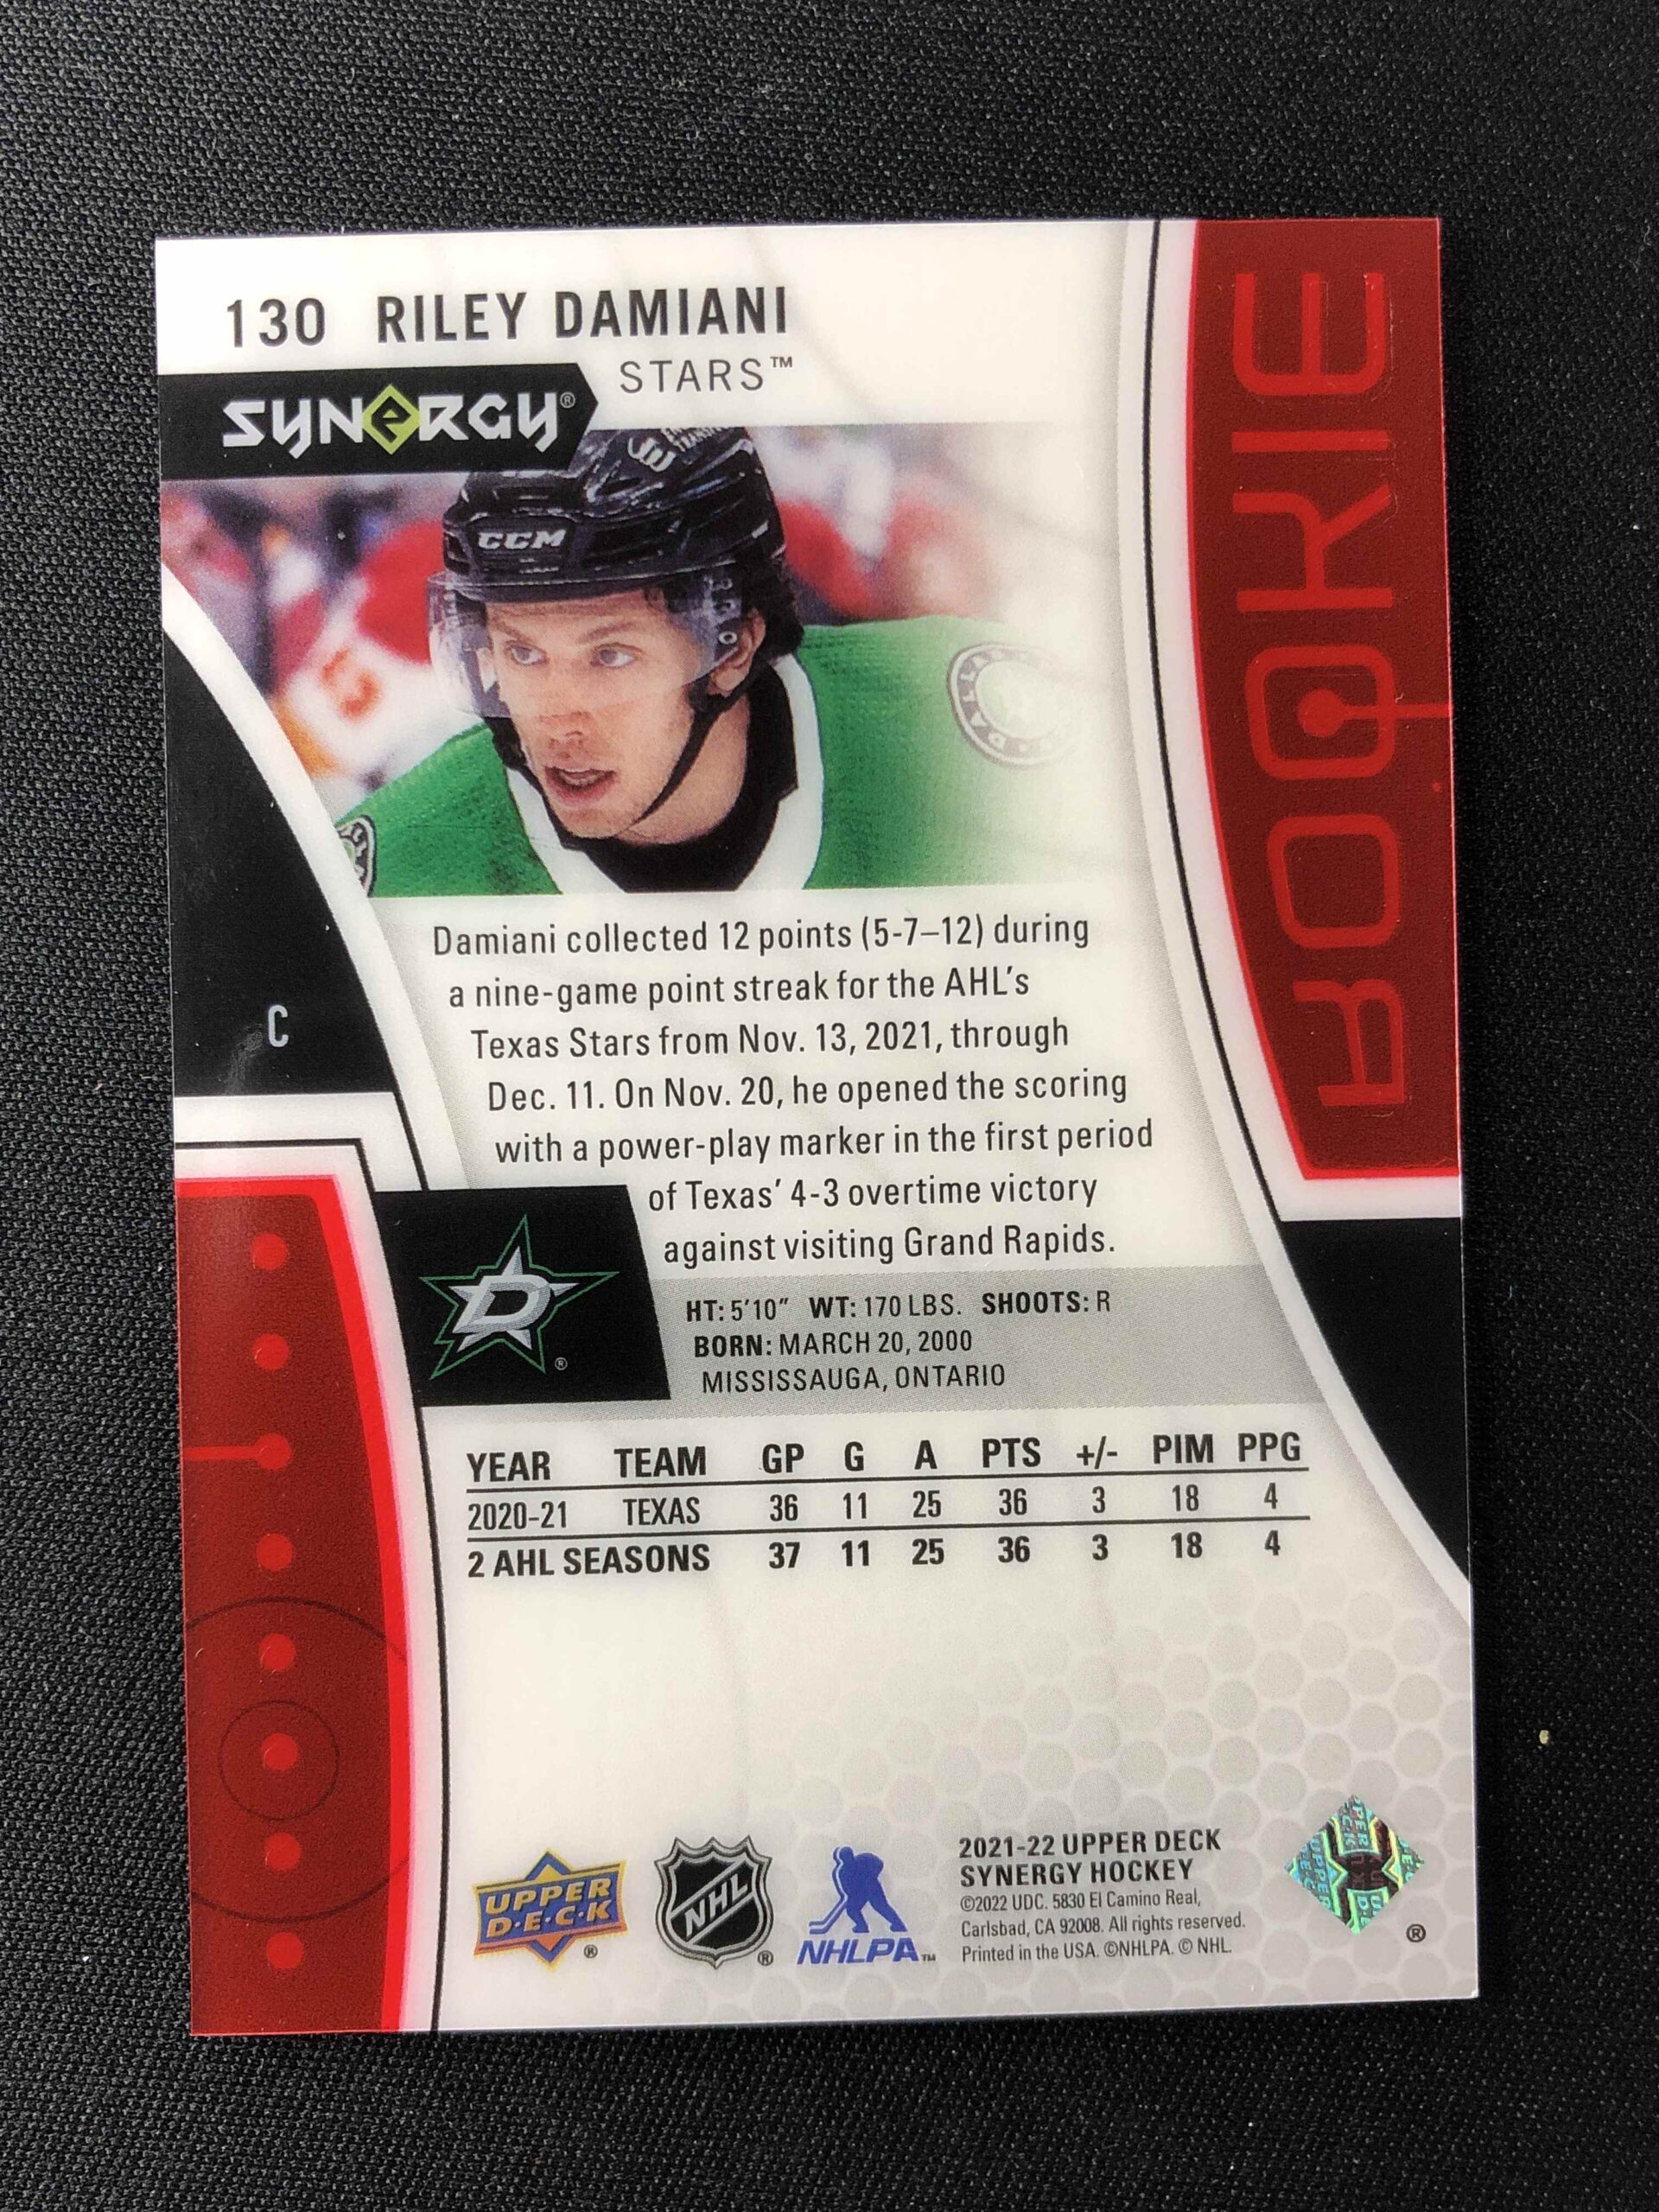 130 RILEY DAMIANI
STARS™
SYNERGY®
ROOKIE
CCM
C
Damiani collected 12 points (5-7–12) during
a nine-game point streak for the AHL's
Texas Stars from Nov. 13, 2021, through
Dec. 11. On Nov. 20, he opened the scoring
with a power-play marker in the first period
of Texas' 4-3 overtime victory
against visiting Grand Rapids.
D ®
HT: 5'10" WT: 170 LBS. SHOOTS: R
BORN: MARCH 20, 2000
MISSISSAUGA, ONTARIO
YEAR TEAM GP G A PTS +/- PIM PPG
2020-21 TEXAS 36 11 25 36 3 18 4
2 AHL SEASONS 37 11 25 36 3 18 4
UPPER
D·E·C·K ®
NHL ®
NHLPA™
2021-22 UPPER DECK
SYNERGY HOCKEY
©2022 UDC. 5830 El Camino Real,
Carlsbad, CA 92008. All rights reserved.
Printed in the USA. ©NHLPA. © NHL.
®